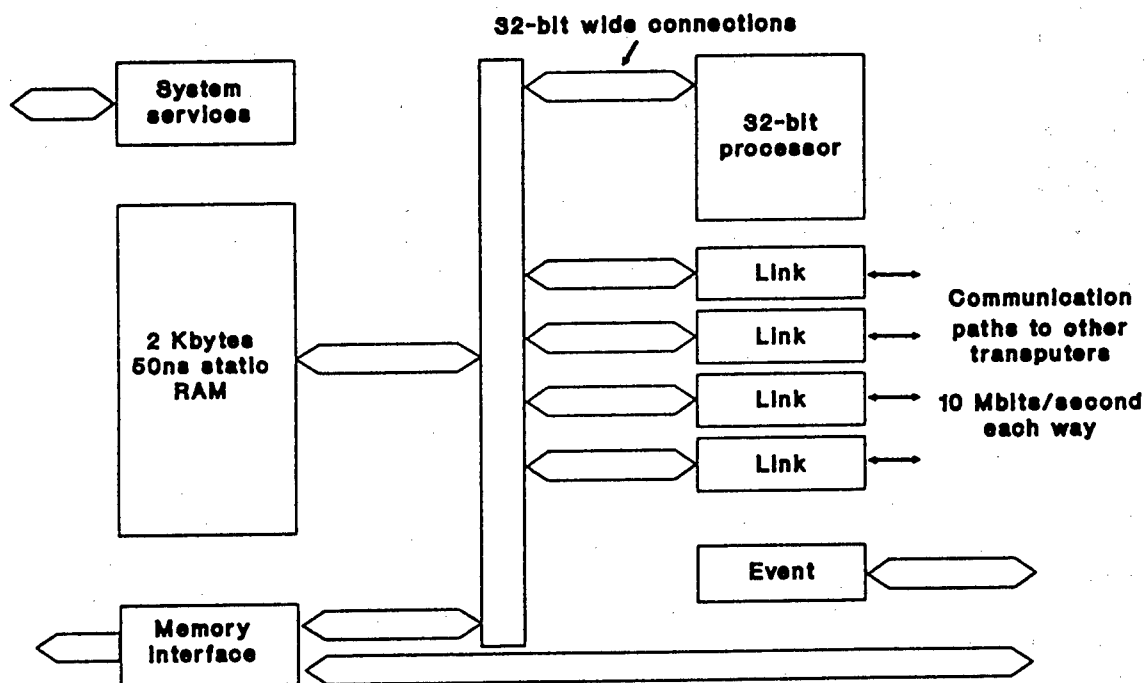 32-bit wide connections
System
services
32-bit
processor
2 Kbytes
50ns static
RAM
Link
Link
Link
Link
Communication
paths to other
transputers
10 Mbits/second
each way
Event
Memory
interface